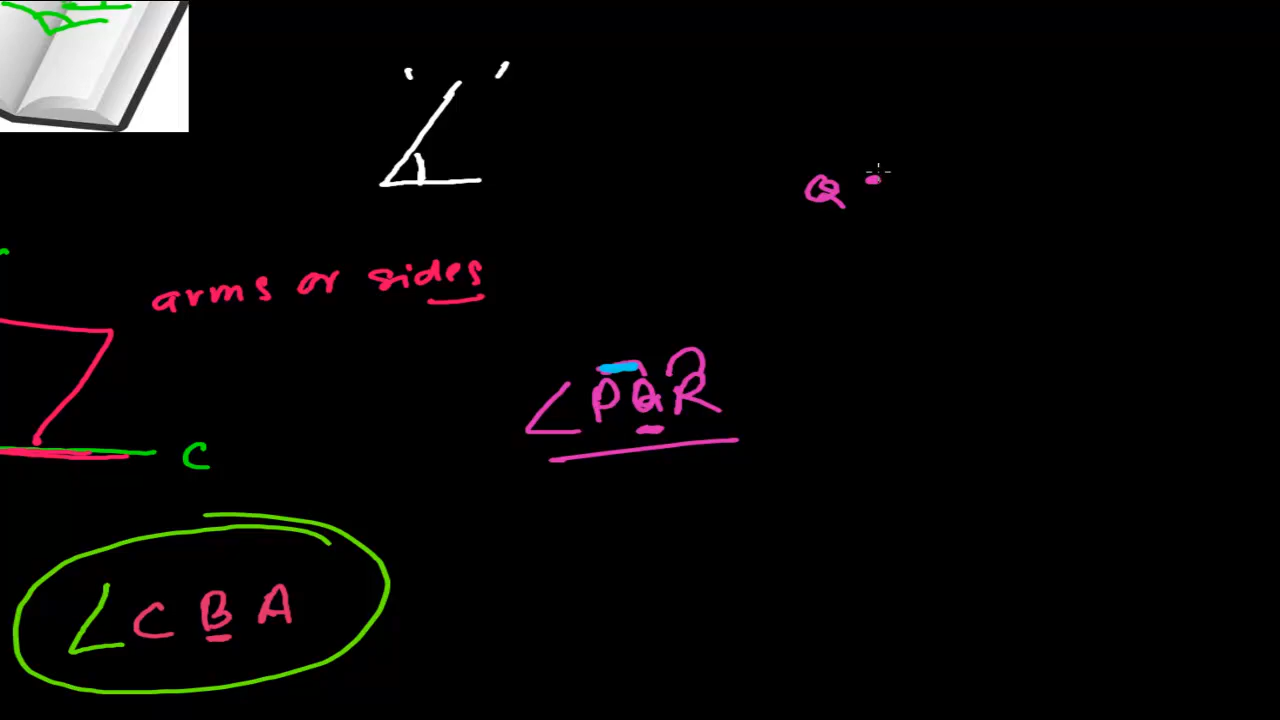 Q
arms or sides
∠PQR
C
∠CBA